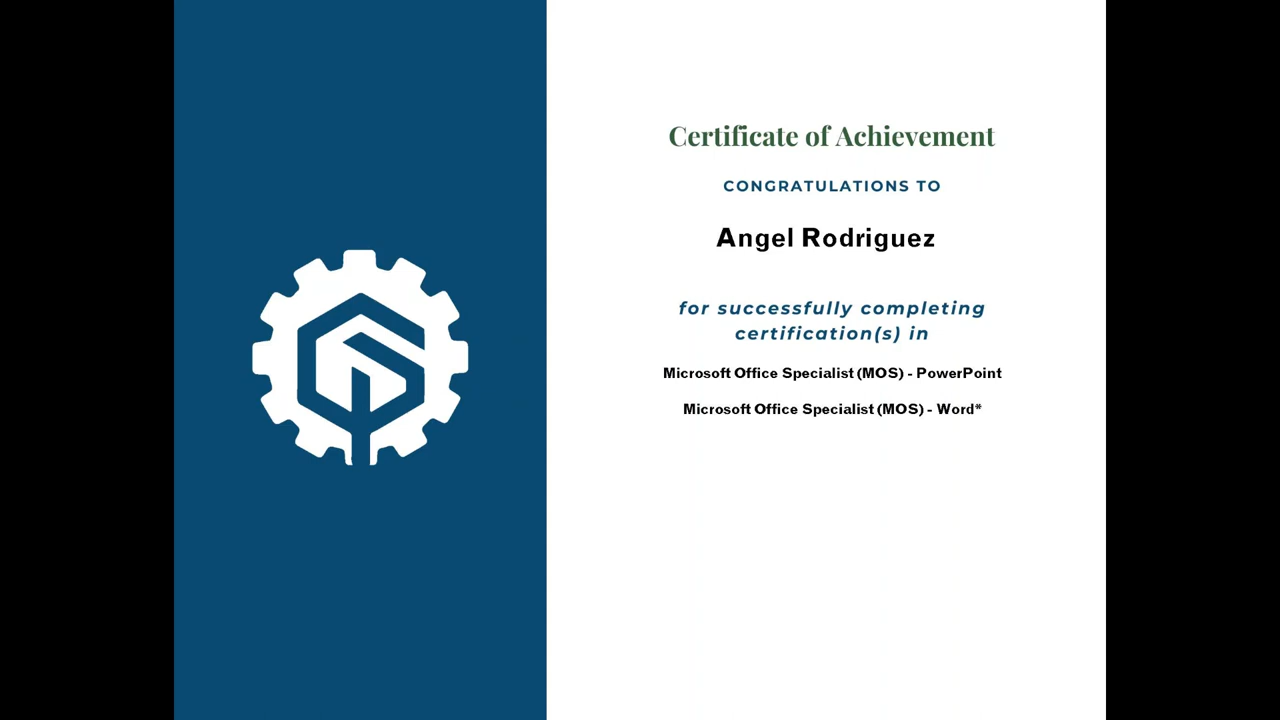 Certificate of Achievement
CONGRATULATIONS TO
Angel Rodriguez
for successfully completing
certification(s) in
Microsoft Office Specialist (MOS) - PowerPoint
Microsoft Office Specialist (MOS) - Word*